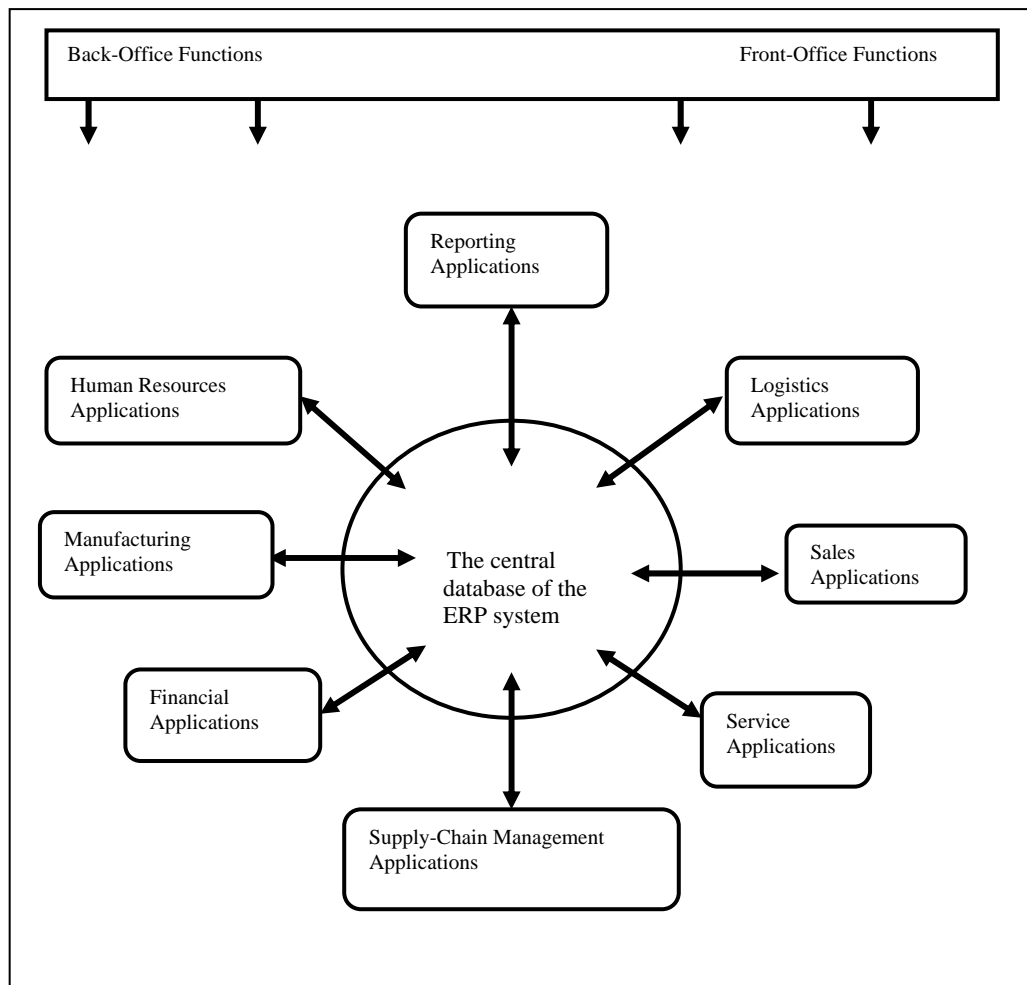 Back-Office Functions
Front-Office Functions
Reporting
Applications
Human Resources
Applications
Logistics
Applications
Manufacturing
Applications
The central
database of the
ERP system
Sales
Applications
Financial
Applications
Service
Applications
Supply-Chain Management
Applications